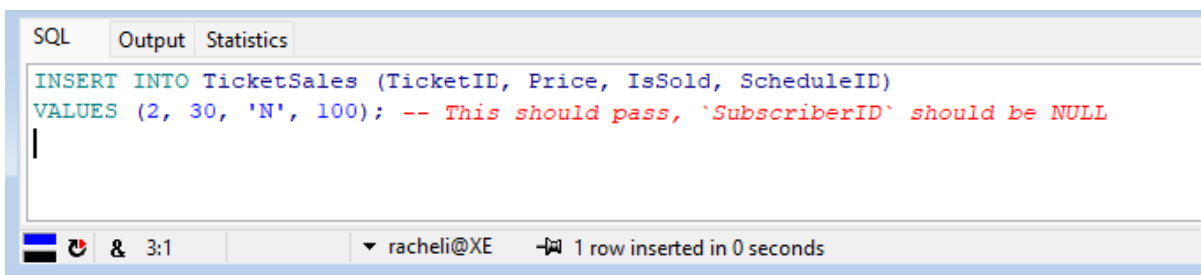 SQL Output Statistics
INSERT INTO TicketSales (TicketID, Price, IsSold, ScheduleID)
VALUES (2, 30, 'N', 100); -- This should pass, `SubscriberID` should be NULL
& 3:1 racheli@XE 1 row inserted in 0 seconds